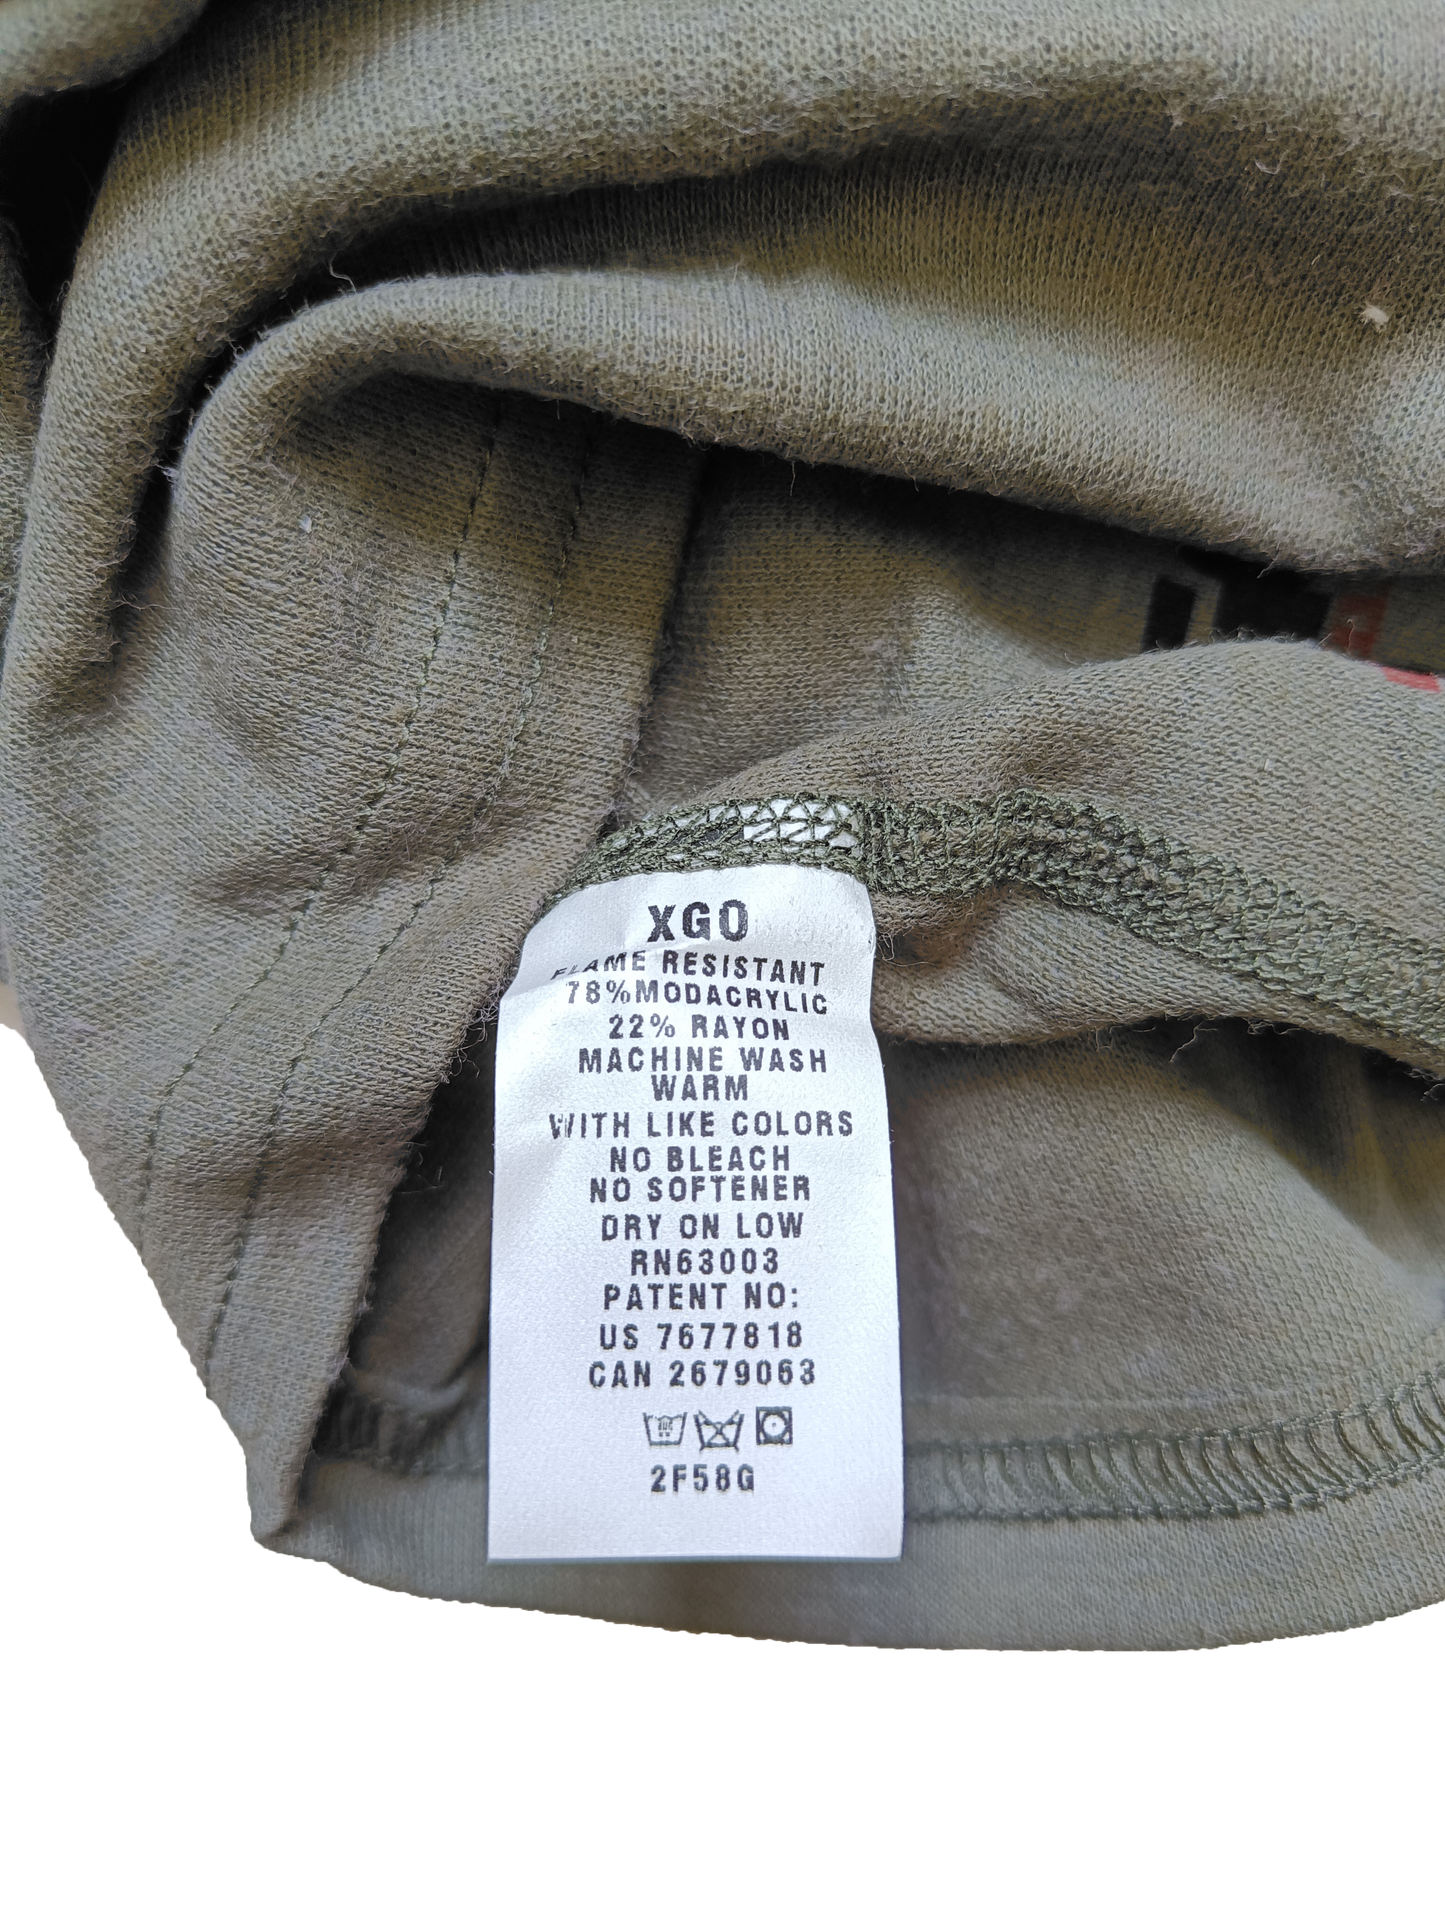 XGO
FLAME RESISTANT
78%MODACRYLIC
22% RAYON
MACHINE WASH
WARM
WITH LIKE COLORS
NO BLEACH
NO SOFTENER
DRY ON LOW
RN63003
PATENT NO:
US 7677818
CAN 2679063
2F58G